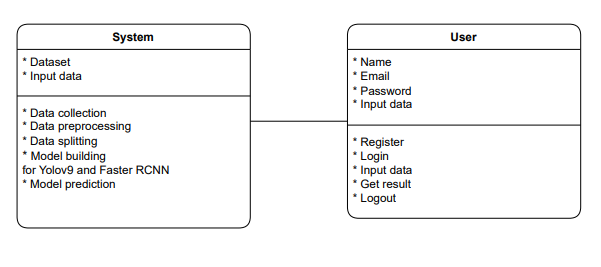 System
* Dataset
* Input data
* Data collection
* Data preprocessing
* Data splitting
* Model building
for Yolov9 and Faster RCNN
* Model prediction
User
* Name
* Email
* Password
* Input data
* Register
* Login
* Input data
* Get result
* Logout